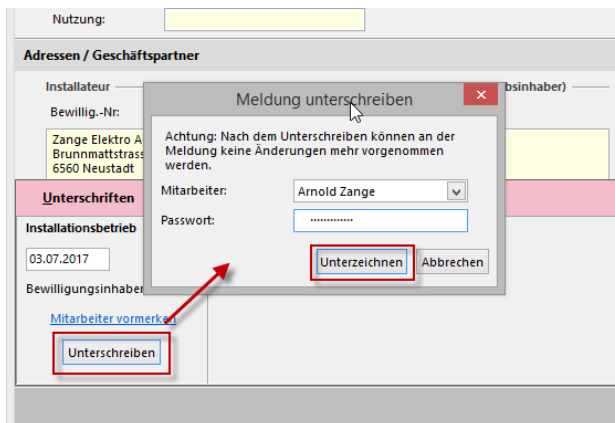 Nutzung:
Adressen / Geschäftspartner
Installateur
bsinhaber)
Bewillig.-Nr:
Zange Elektro A
Brunnmattstrass
6560 Neustadt
Meldung unterschreiben
Achtung: Nach dem Unterschreiben können an der
Meldung keine Änderungen mehr vorgenommen
werden.
Mitarbeiter:
Arnold Zange
Passwort:
Unterzeichnen
Abbrechen
Unterschriften
Installationsbetrieb
03.07.2017
Bewilligungsinhaber
Mitarbeiter vormerken
Unterschreiben